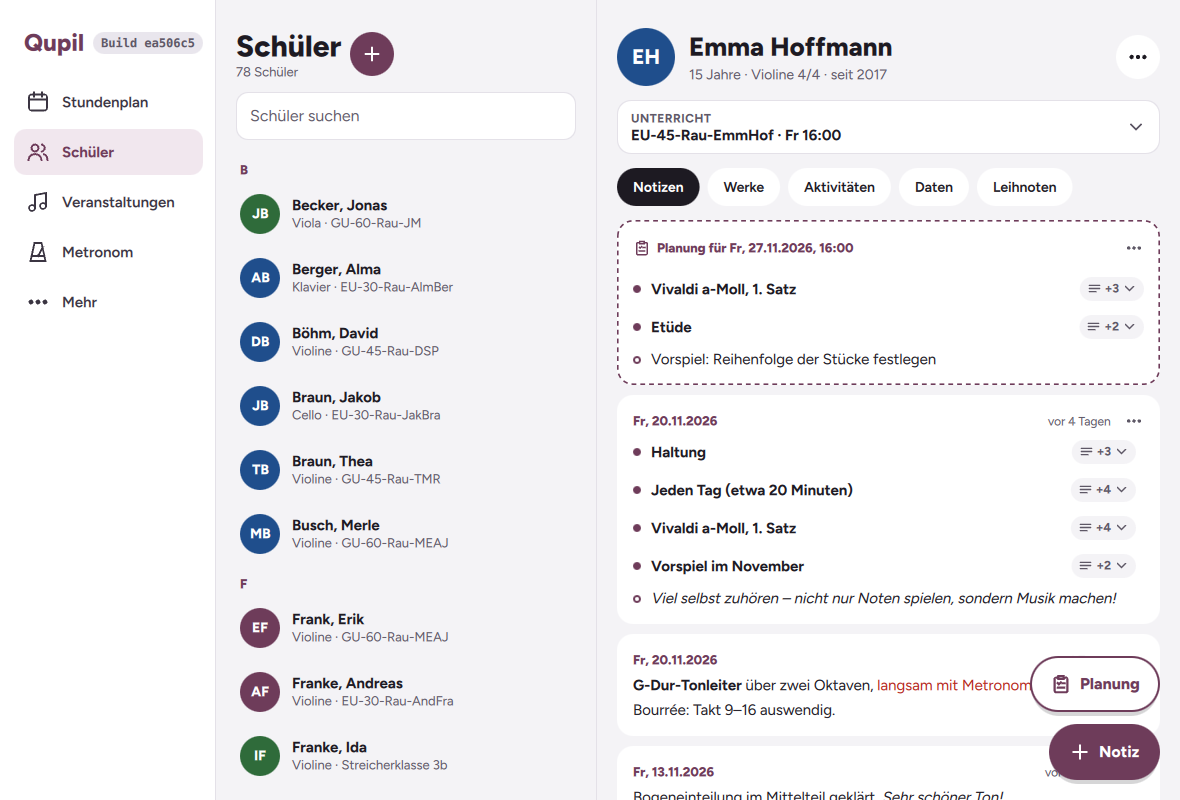 Qupil Build ea506c5
Stundenplan
Schüler
Veranstaltungen
Metronom
Mehr
Schüler
78 Schüler
Schüler suchen
B
JB
Becker, Jonas
Viola · GU-60-Rau-JM
AB
Berger, Alma
Klavier · EU-30-Rau-AlmBer
DB
Böhm, David
Violine · GU-45-Rau-DSP
JB
Braun, Jakob
Cello · EU-30-Rau-JakBra
TB
Braun, Thea
Violine · GU-45-Rau-TMR
MB
Busch, Merle
Violine · GU-60-Rau-MEAJ
F
EF
Frank, Erik
Violine · GU-60-Rau-MEAJ
AF
Franke, Andreas
Violine · EU-30-Rau-AndFra
IF
Franke, Ida
Violine · Streicherklasse 3b
EH
Emma Hoffmann
15 Jahre · Violine 4/4 · seit 2017
UNTERRICHT
EU-45-Rau-EmmHof · Fr 16:00
Notizen Werke Aktivitäten Daten Leihnoten
Planung für Fr, 27.11.2026, 16:00
Vivaldi a-Moll, 1. Satz +3
Etüde +2
Vorspiel: Reihenfolge der Stücke festlegen
Fr, 20.11.2026 vor 4 Tagen
Haltung +3
Jeden Tag (etwa 20 Minuten) +4
Vivaldi a-Moll, 1. Satz +4
Vorspiel im November +2
Viel selbst zuhören – nicht nur Noten spielen, sondern Musik machen!
Fr, 20.11.2026
G-Dur-Tonleiter über zwei Oktaven, langsam mit Metronom
Bourrée: Takt 9–16 auswendig.
Planung
Notiz
Fr, 13.11.2026
Bogeneinteilung im Mittelteil geklärt. Sehr schöner Ton!